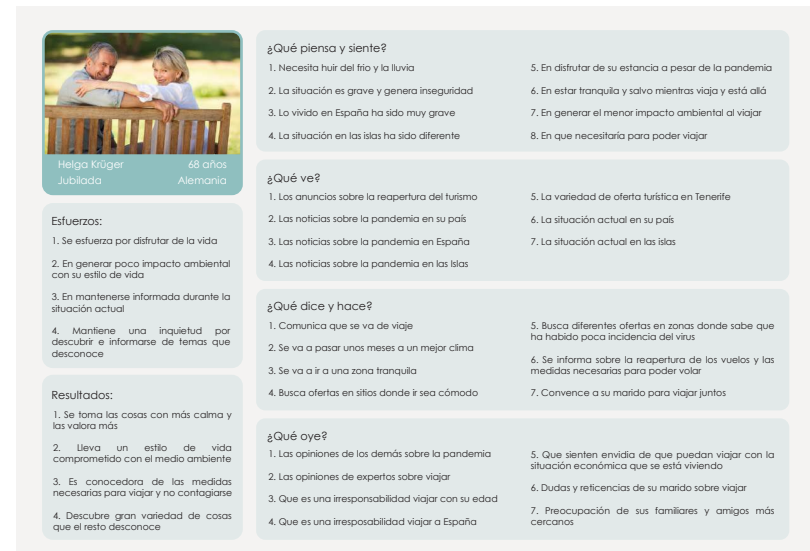 Helga Krüger
68 años
Jubilada
Alemania
Esfuerzos:
1. Se esfuerza por disfrutar de la vida
2. En generar poco impacto ambiental
con su estilo de vida
3. En mantenerse informada durante la
situación actual
4. Mantiene una inquietud por
descubrir e informarse de temas que
desconoce
Resultados:
1. Se toma las cosas con más calma y
las valora más
2. Lleva un estilo de vida
comprometido con el medio ambiente
3. Es conocedora de las medidas
necesarias para viajar y no contagiarse
4. Descubre gran variedad de cosas
que el resto desconoce
¿Qué piensa y siente?
1. Necesita huir del frio y la lluvia
2. La situación es grave y genera inseguridad
3. Lo vivido en España ha sido muy grave
4. La situación en las islas ha sido diferente
5. En disfrutar de su estancia a pesar de la pandemia
6. En estar tranquila y salvo mientras viaja y está allá
7. En generar el menor impacto ambiental al viajar
8. En que necesitaría para poder viajar
¿Qué ve?
1. Los anuncios sobre la reapertura del turismo
2. Las noticias sobre la pandemia en su país
3. Las noticias sobre la pandemia en España
4. Las noticias sobre la pandemia en las Islas
5. La variedad de oferta turística en Tenerife
6. La situación actual en su país
7. La situación actual en las islas
¿Qué dice y hace?
1. Comunica que se va de viaje
2. Se va a pasar unos meses a un mejor clima
3. Se va a ir a una zona tranquila
4. Busca ofertas en sitios donde ir sea cómodo
5. Busca diferentes ofertas en zonas donde sabe que
ha habido poca incidencia del virus
6. Se informa sobre la reapertura de los vuelos y las
medidas necesarias para poder volar
7. Convence a su marido para viajar juntos
¿Qué oye?
1. Las opiniones de los demás sobre la pandemia
2. Las opiniones de expertos sobre viajar
3. Que es una irresponsabilidad viajar con su edad
4. Que es una irresposabilidad viajar a España
5. Que sienten envidia de que puedan viajar con la
situación económica que se está viviendo
6. Dudas y reticencias de su marido sobre viajar
7. Preocupación de sus familiares y amigos más
cercanos